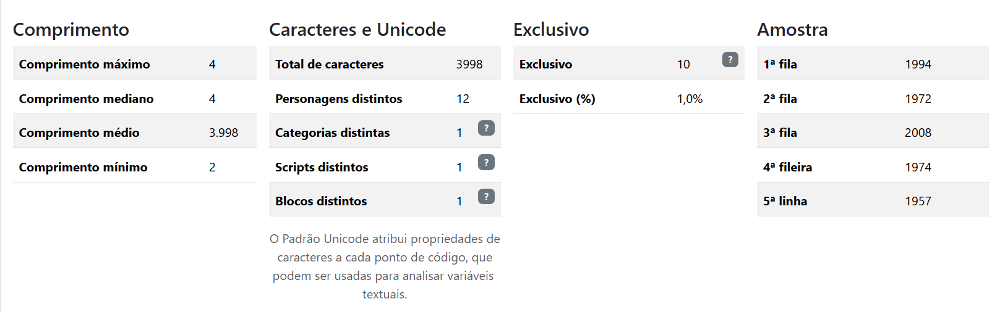 Comprimento
Comprimento máximo 4
Comprimento mediano 4
Comprimento médio 3.998
Comprimento mínimo 2
Caracteres e Unicode
Total de caracteres 3998
Personagens distintos 12
Categorias distintas 1 ?
Scripts distintos 1 ?
Blocos distintos 1 ?
O Padrão Unicode atribui propriedades de
caracteres a cada ponto de código, que
podem ser usadas para analisar variáveis
textuais.
Exclusivo
Exclusivo 10 ?
Exclusivo (%) 1,0%
Amostra
1ª fila 1994
2ª fila 1972
3ª fila 2008
4ª fileira 1974
5ª linha 1957